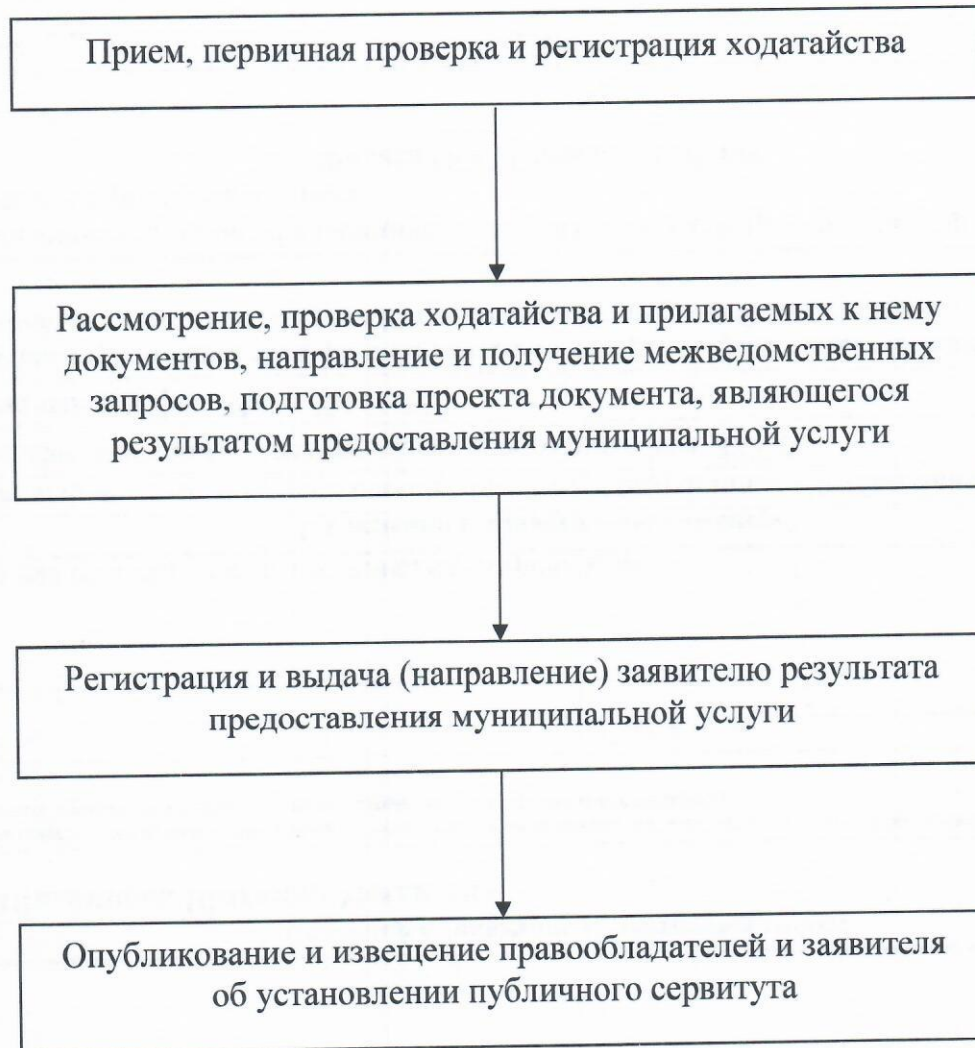 Прием, первичная проверка и регистрация ходатайства
Рассмотрение, проверка ходатайства и прилагаемых к нему
документов, направление и получение межведомственных
запросов, подготовка проекта документа, являющегося
результатом предоставления муниципальной услуги
Регистрация и выдача (направление) заявителю результата
предоставления муниципальной услуги
Опубликование и извещение правообладателей и заявителя
об установлении публичного сервитута